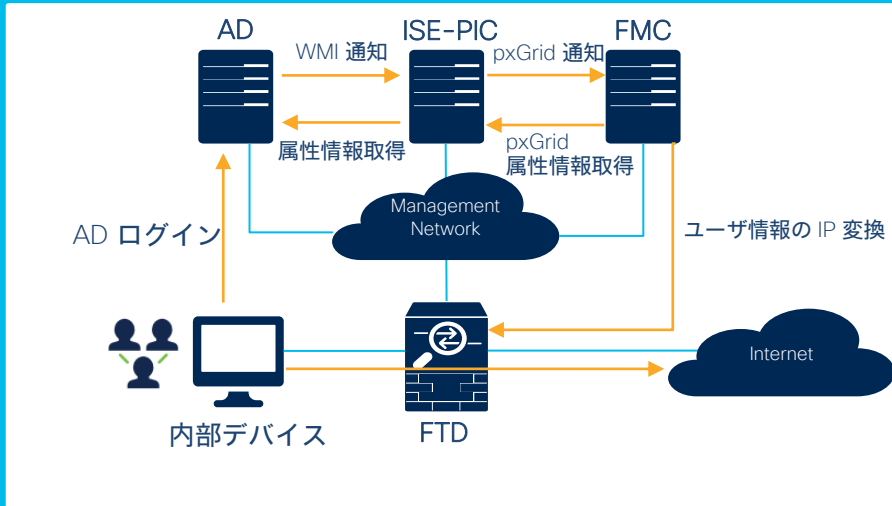 AD
ISE-PIC
FMC
WMI 通知
pxGrid 通知
属性情報取得
pxGrid
属性情報取得
Management
Network
AD ログイン
ユーザ情報の IP 変換
Internet
内部デバイス
FTD